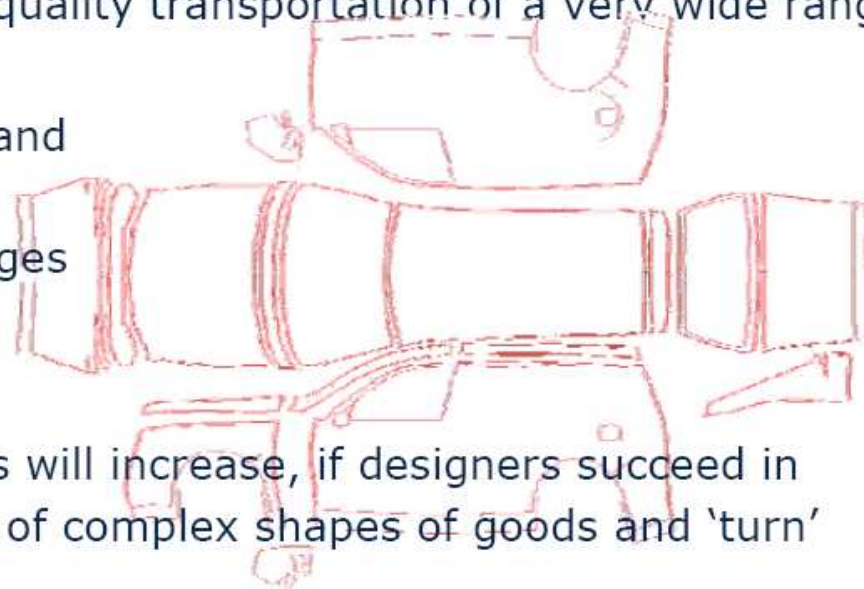 quality transportation of a very wide rang
and
ges
s will increase, if designers succeed in
of complex shapes of goods and ‘turn’